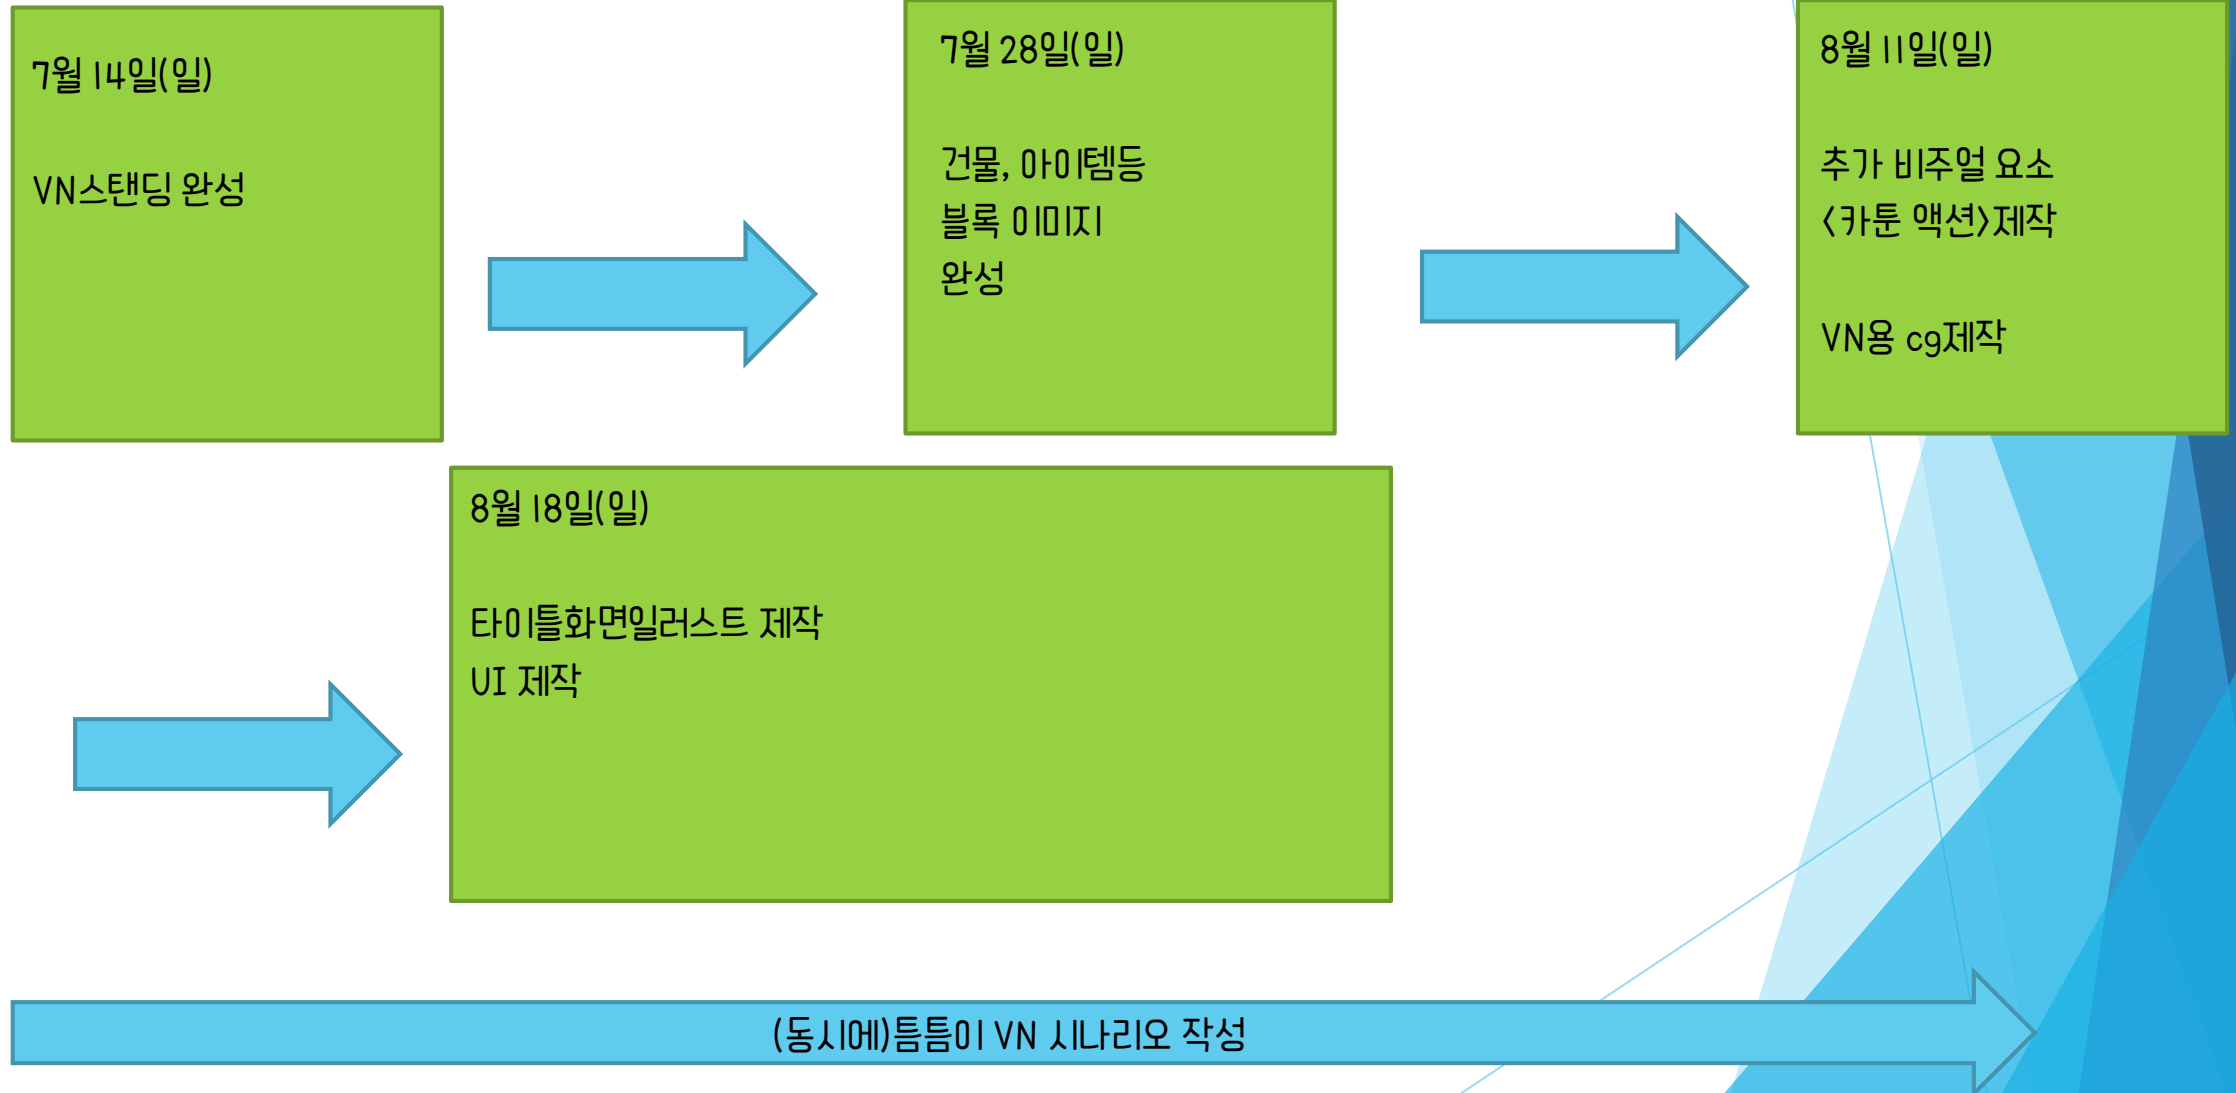 7월 14일(일)
VN스탠딩 완성
7월 28일(일)
건물, 아이템등
블록 이미지
완성
8월 11일(일)
추가 비주얼 요소
<카툰 액션>제작
VN용 cg제작
8월 18일(일)
타이틀화면일러스트 제작
UI 제작
(동시에)틈틈이 VN 시나리오 작성